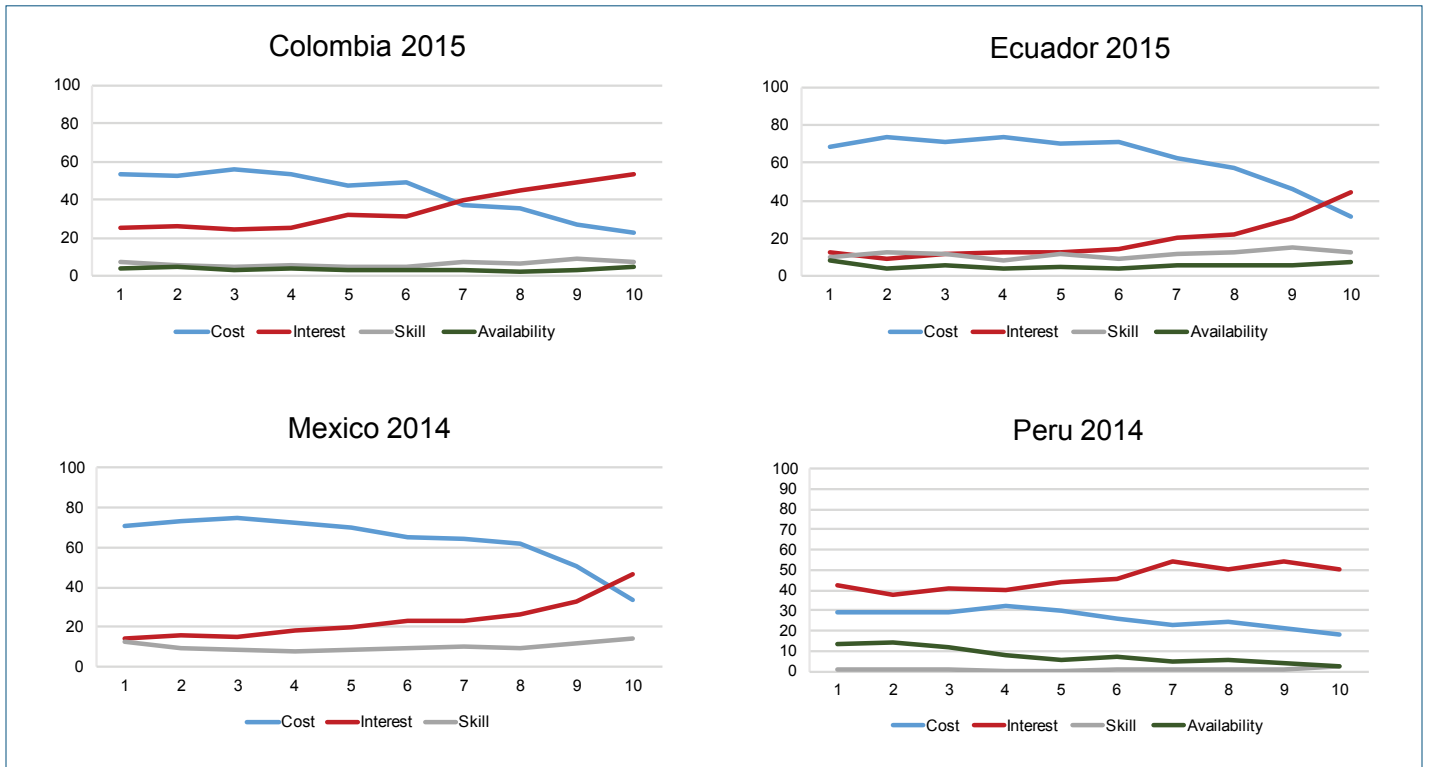 Colombia 2015
100
80
60
40
20
0
1 2 3 4 5 6 7 8 9 10
Cost Interest Skill Availability
Ecuador 2015
100
80
60
40
20
0
1 2 3 4 5 6 7 8 9 10
Cost Interest Skill Availability
Mexico 2014
100
80
60
40
20
0
1 2 3 4 5 6 7 8 9 10
Cost Interest Skill
Peru 2014
100
90
80
70
60
50
40
30
20
10
0
1 2 3 4 5 6 7 8 9 10
Cost Interest Skill Availability